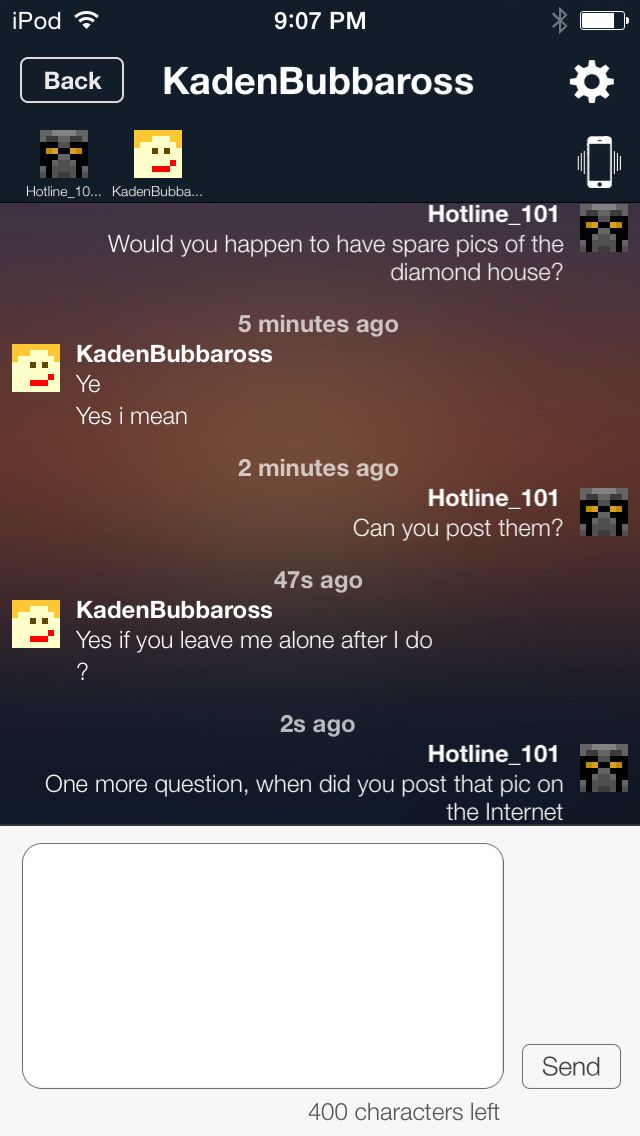 iPod 9:07 PM
Back KadenBubbaross
Hotline_10... KadenBubba...
Hotline_101
Would you happen to have spare pics of the
diamond house?
5 minutes ago
KadenBubbaross
Ye
Yes i mean
2 minutes ago
Hotline_101
Can you post them?
47s ago
KadenBubbaross
Yes if you leave me alone after I do
?
2s ago
Hotline_101
One more question, when did you post that pic on
the Internet
Send
400 characters left